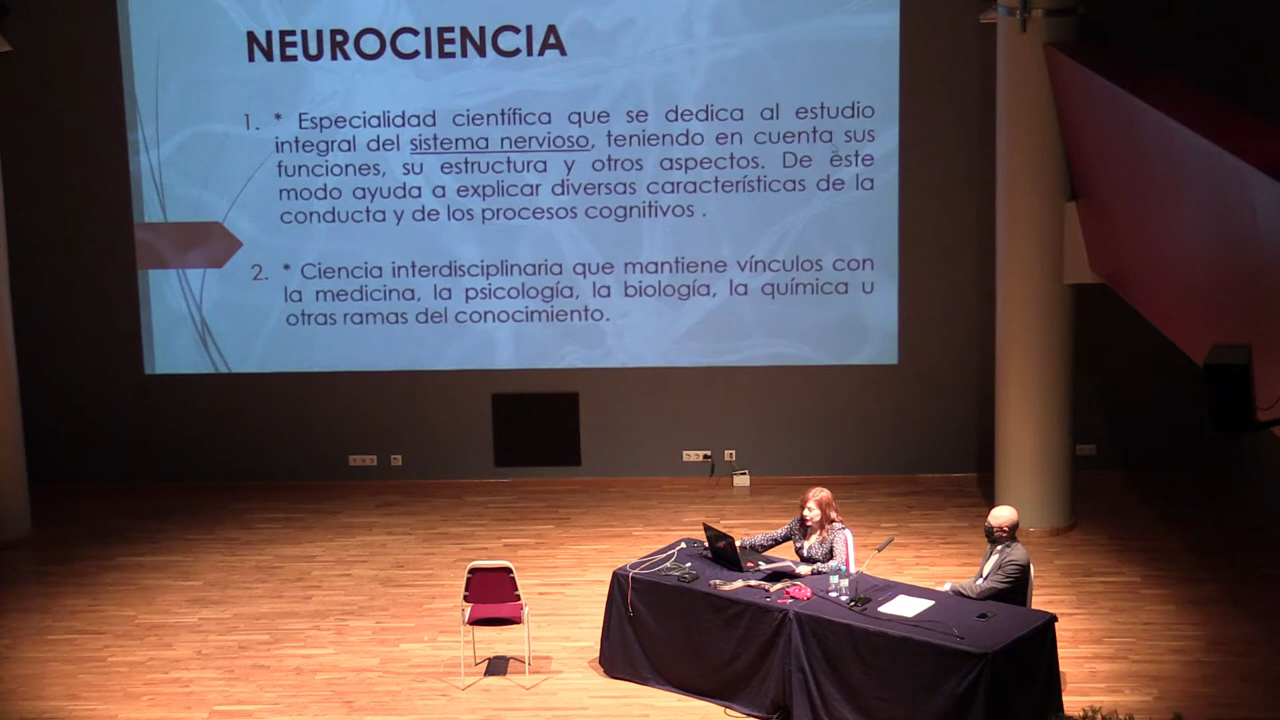 NEUROCIENCIA
1. * Especialidad científica que se dedica al estudio
integral del sistema nervioso, teniendo en cuenta sus
funciones, su estructura y otros aspectos. De este
modo ayuda a explicar diversas características de la
conducta y de los procesos cognitivos .
2. * Ciencia interdisciplinaria que mantiene vínculos con
la medicina, la psicología, la biología, la química u
otras ramas del conocimiento.